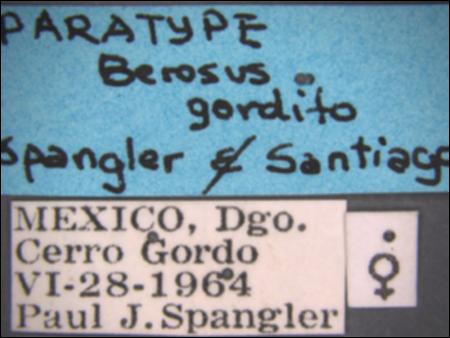 PARATYPE
Berosus
gordito
Spangler & Santiago
MEXICO, Dgo.
Cerro Gordo
VI-28-1964
Paul J. Spangler
♀